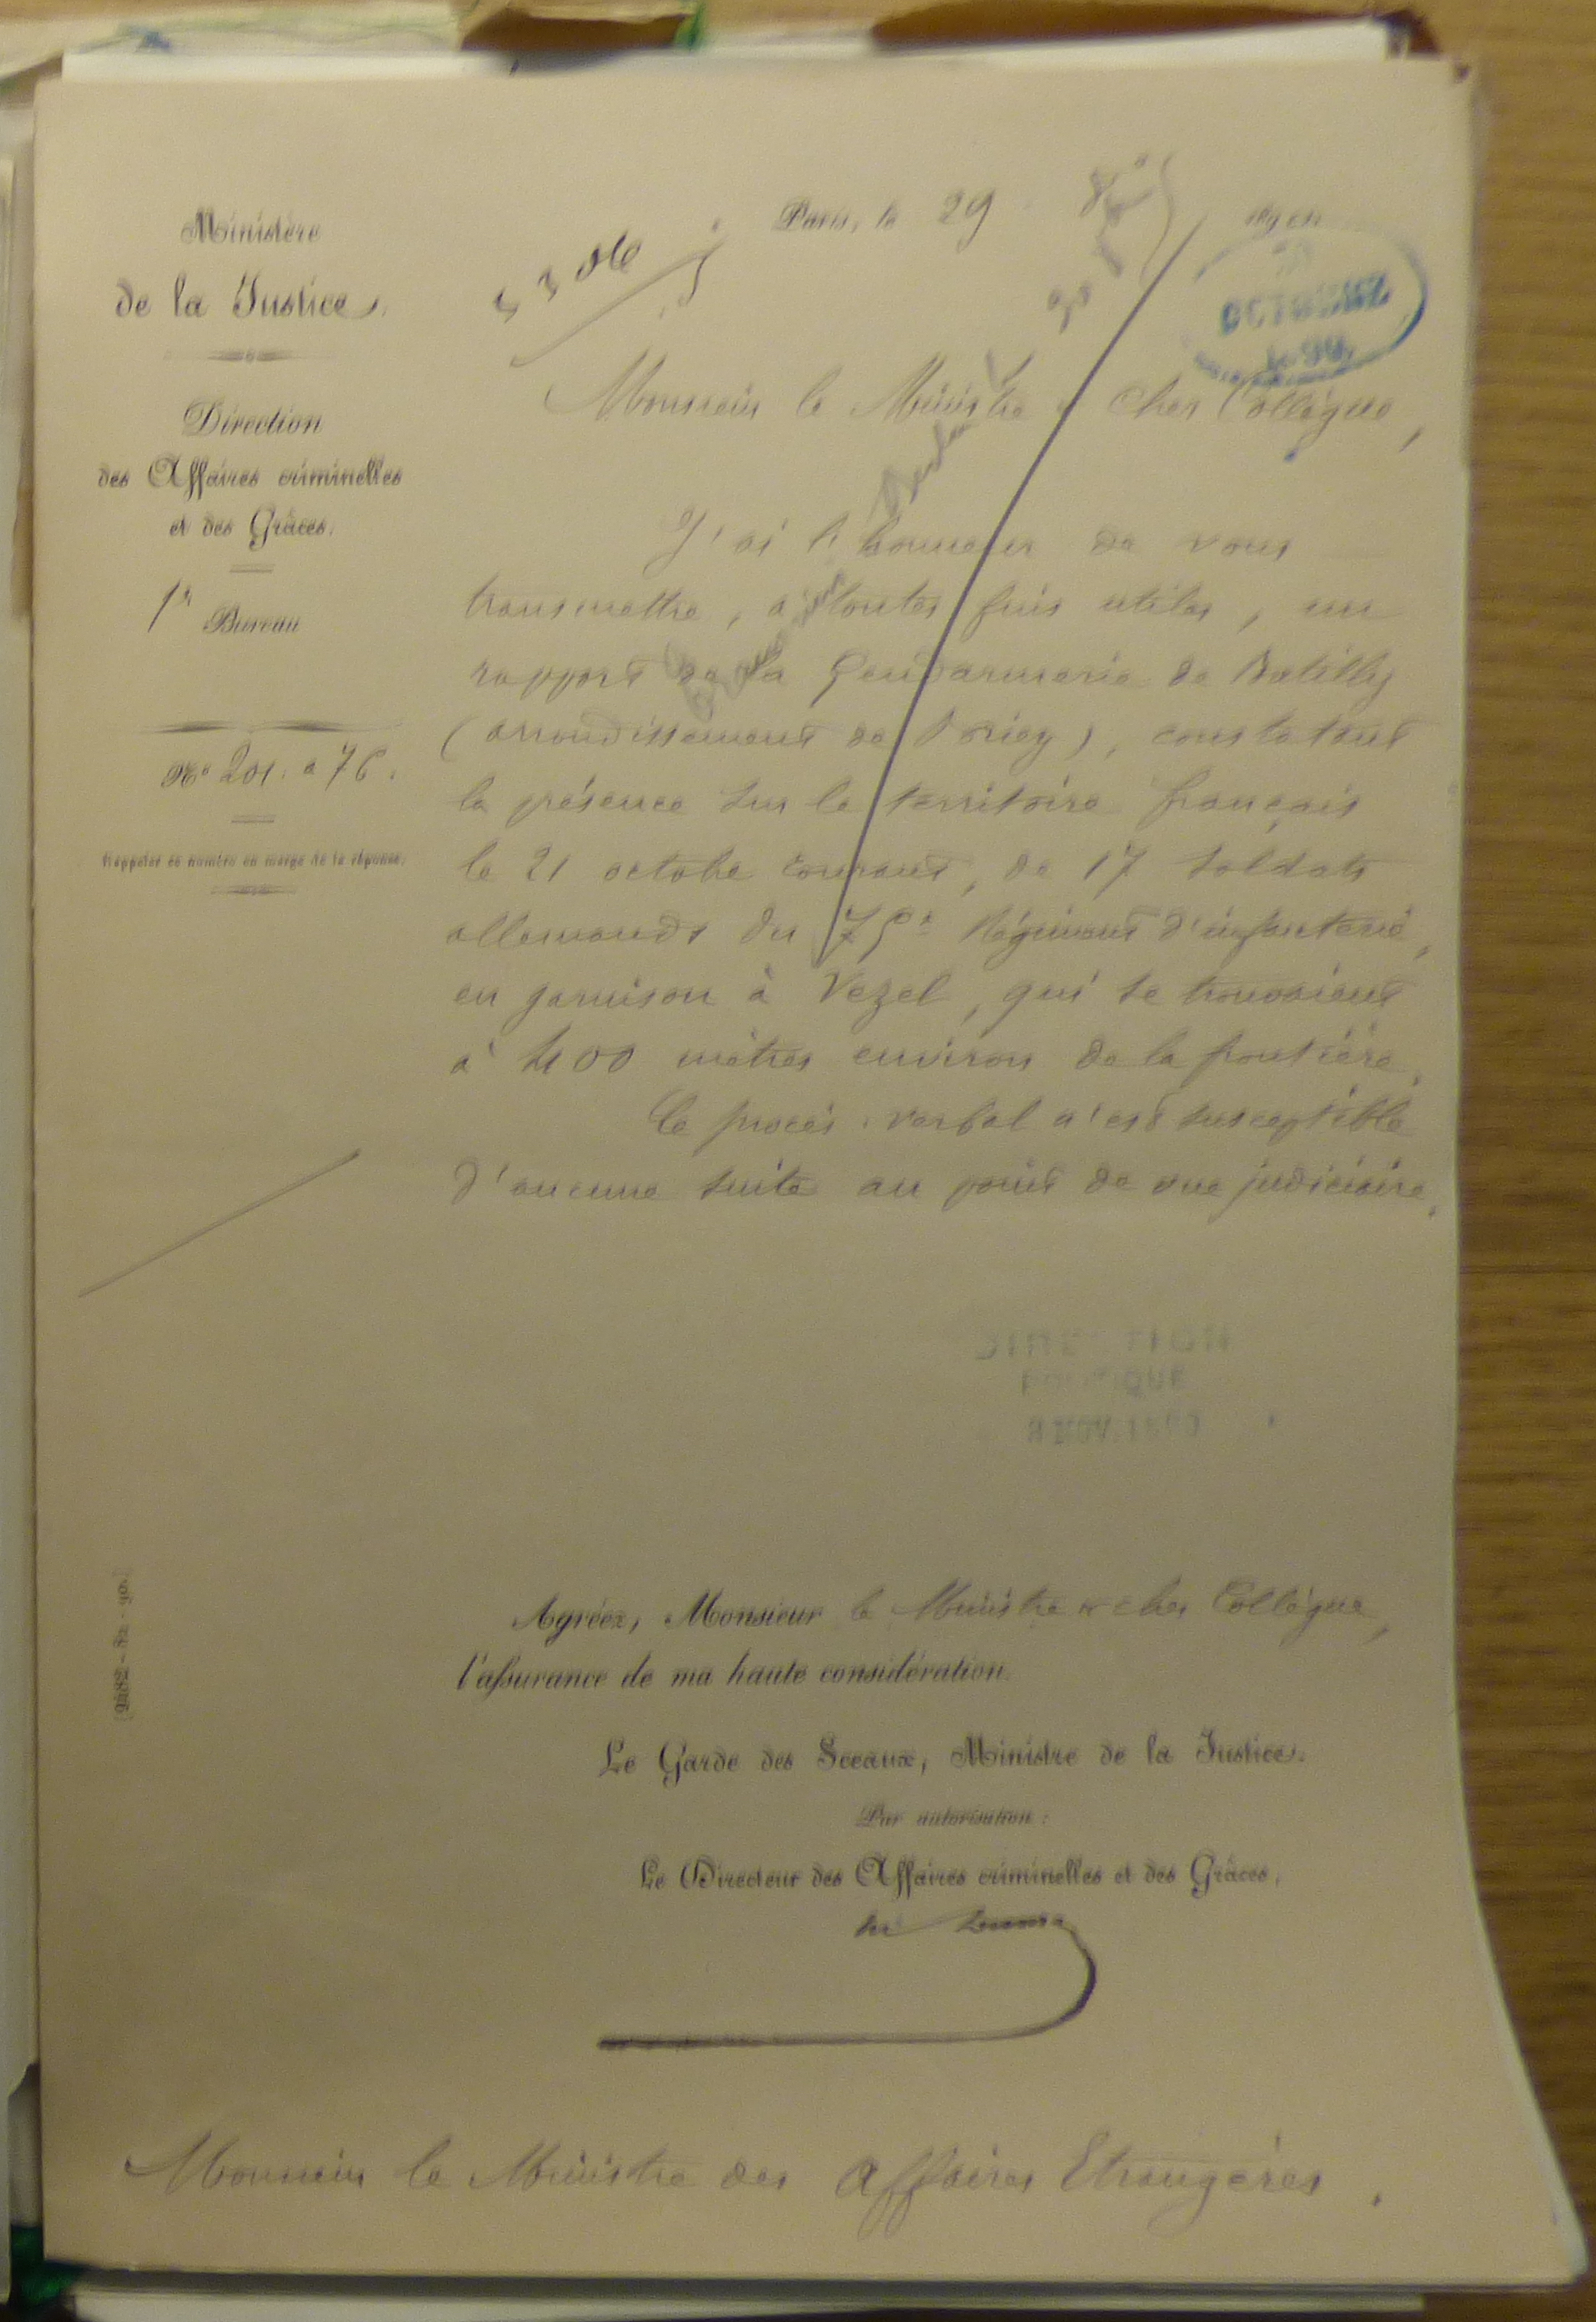 Ministère
de la Justice.
Direction
des Affaires criminelles
et des Grâces.
1er Bureau
No 201. a 76.
Rappeler ce numéro en marge de la réponse.
Paris, le 29
OCTOBRE
Monsieur le Ministre et cher Collègue,
J'ai l'honneur de vous
transmettre, à toutes fins utiles, un
rapport de la Gendarmerie de Batilly
(arrondissement de Briey), constatant
la présence sur le territoire français
le 21 octobre courant, de 17 soldats
allemands du Régiment d'infanterie,
en garnison à Vezel, qui se trouvaient
à 400 mètres environ de la frontière.
Ce procès-verbal n'est susceptible
d'aucune suite au point de vue judiciaire.
DIRECTION
POLITIQUE
NOV.
Agréez, Monsieur le Ministre et cher Collègue,
l'assurance de ma haute considération.
Le Garde des Sceaux, Ministre de la Justice.
Par autorisation:
Le Directeur des Affaires criminelles et des Grâces,
Monsieur le Ministre des Affaires Etrangères.